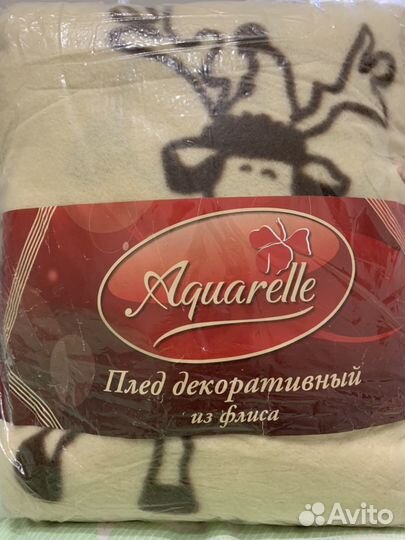 Aquarelle
Плед декоративный
из флиса
Avito